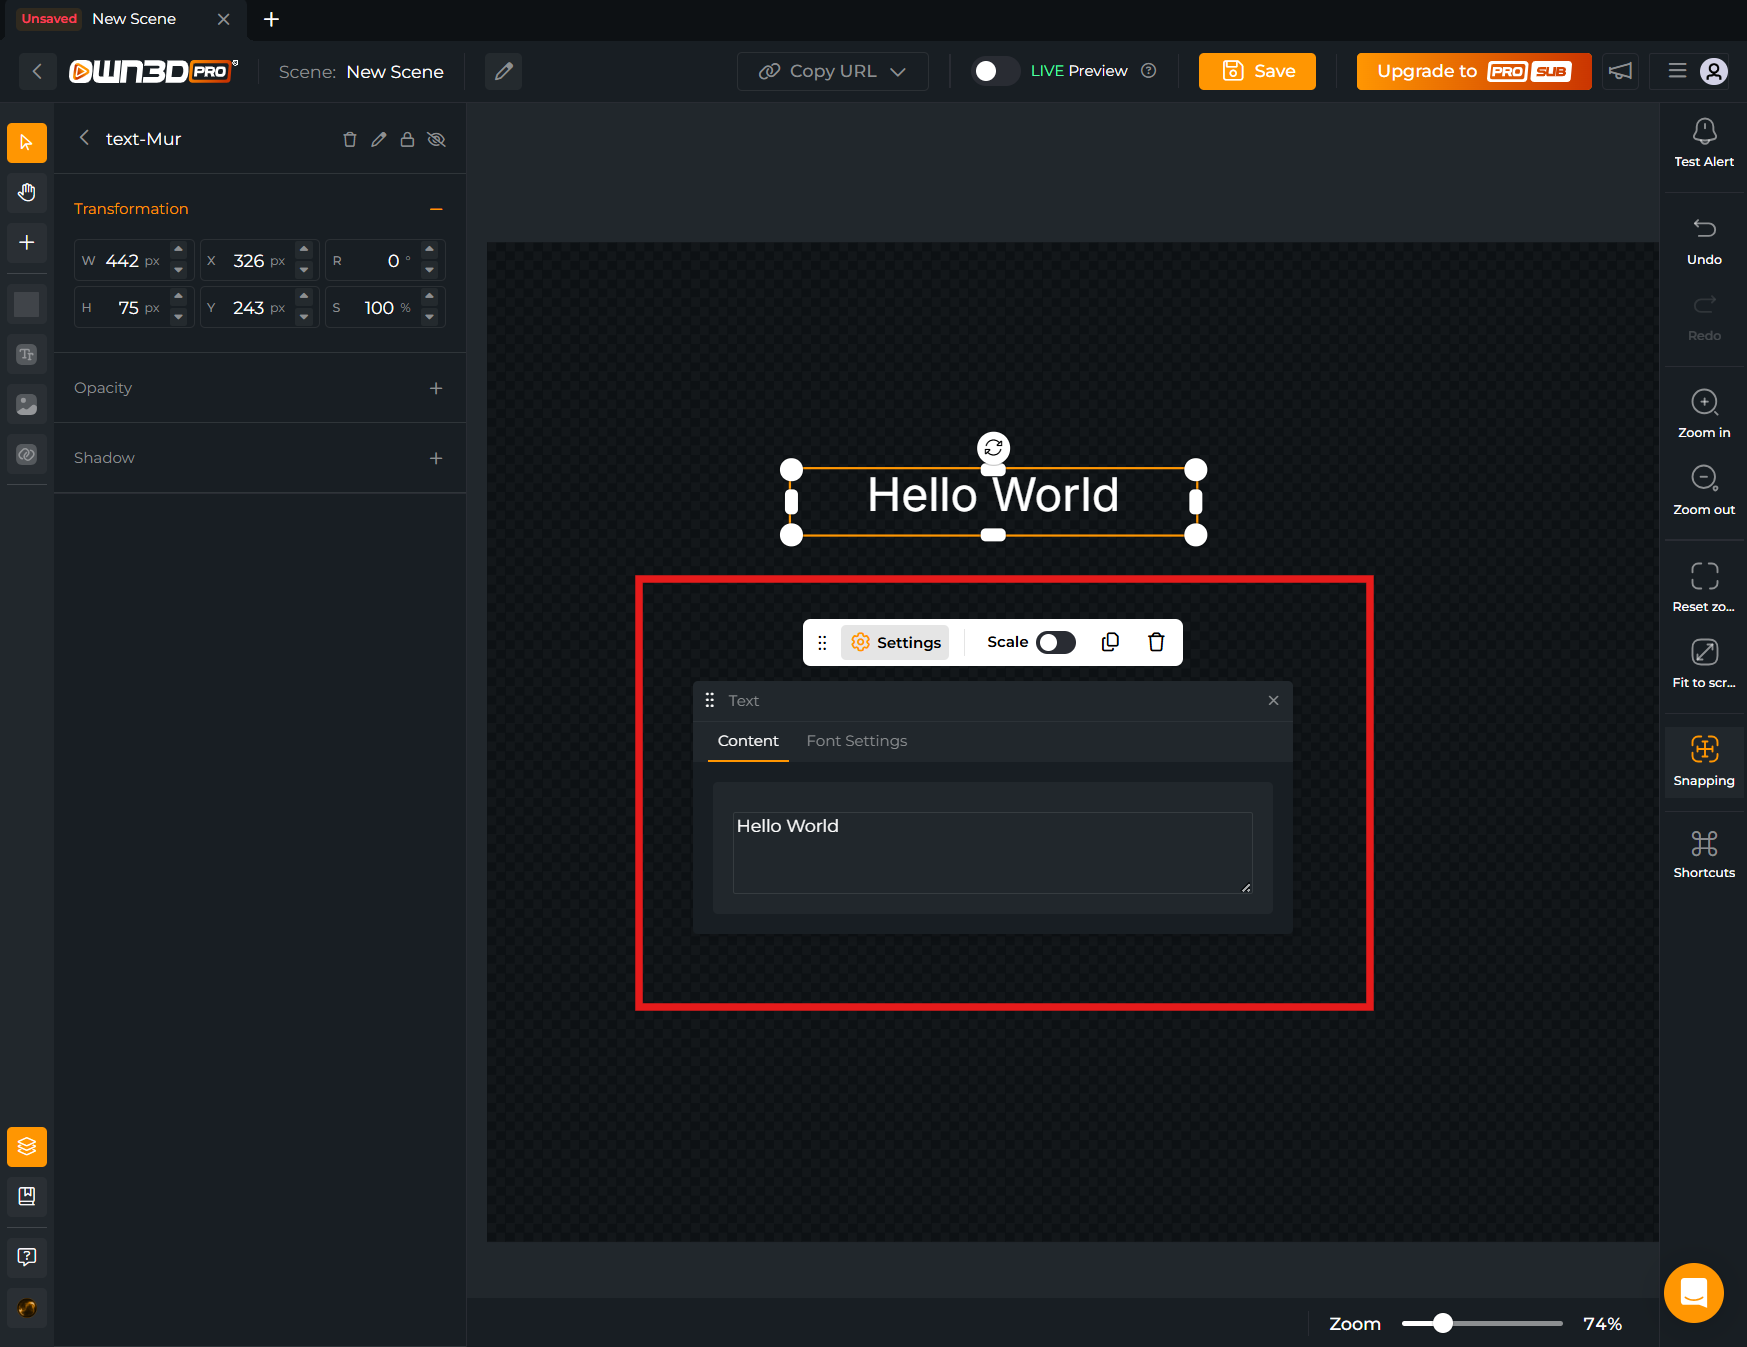 Unsaved New Scene
OWN3D PRO Scene: New Scene Copy URL LIVE Preview Save Upgrade to PRO SUB
text-Mur
Transformation
W 442 px X 326 px R 0 °
H 75 px Y 243 px S 100 %
Opacity
Shadow
Tr
Hello World
Settings Scale
Text
Content Font Settings
Hello World
Test Alert
Undo
Redo
Zoom in
Zoom out
Reset zo...
Fit to scr...
Snapping
Shortcuts
Zoom 74%